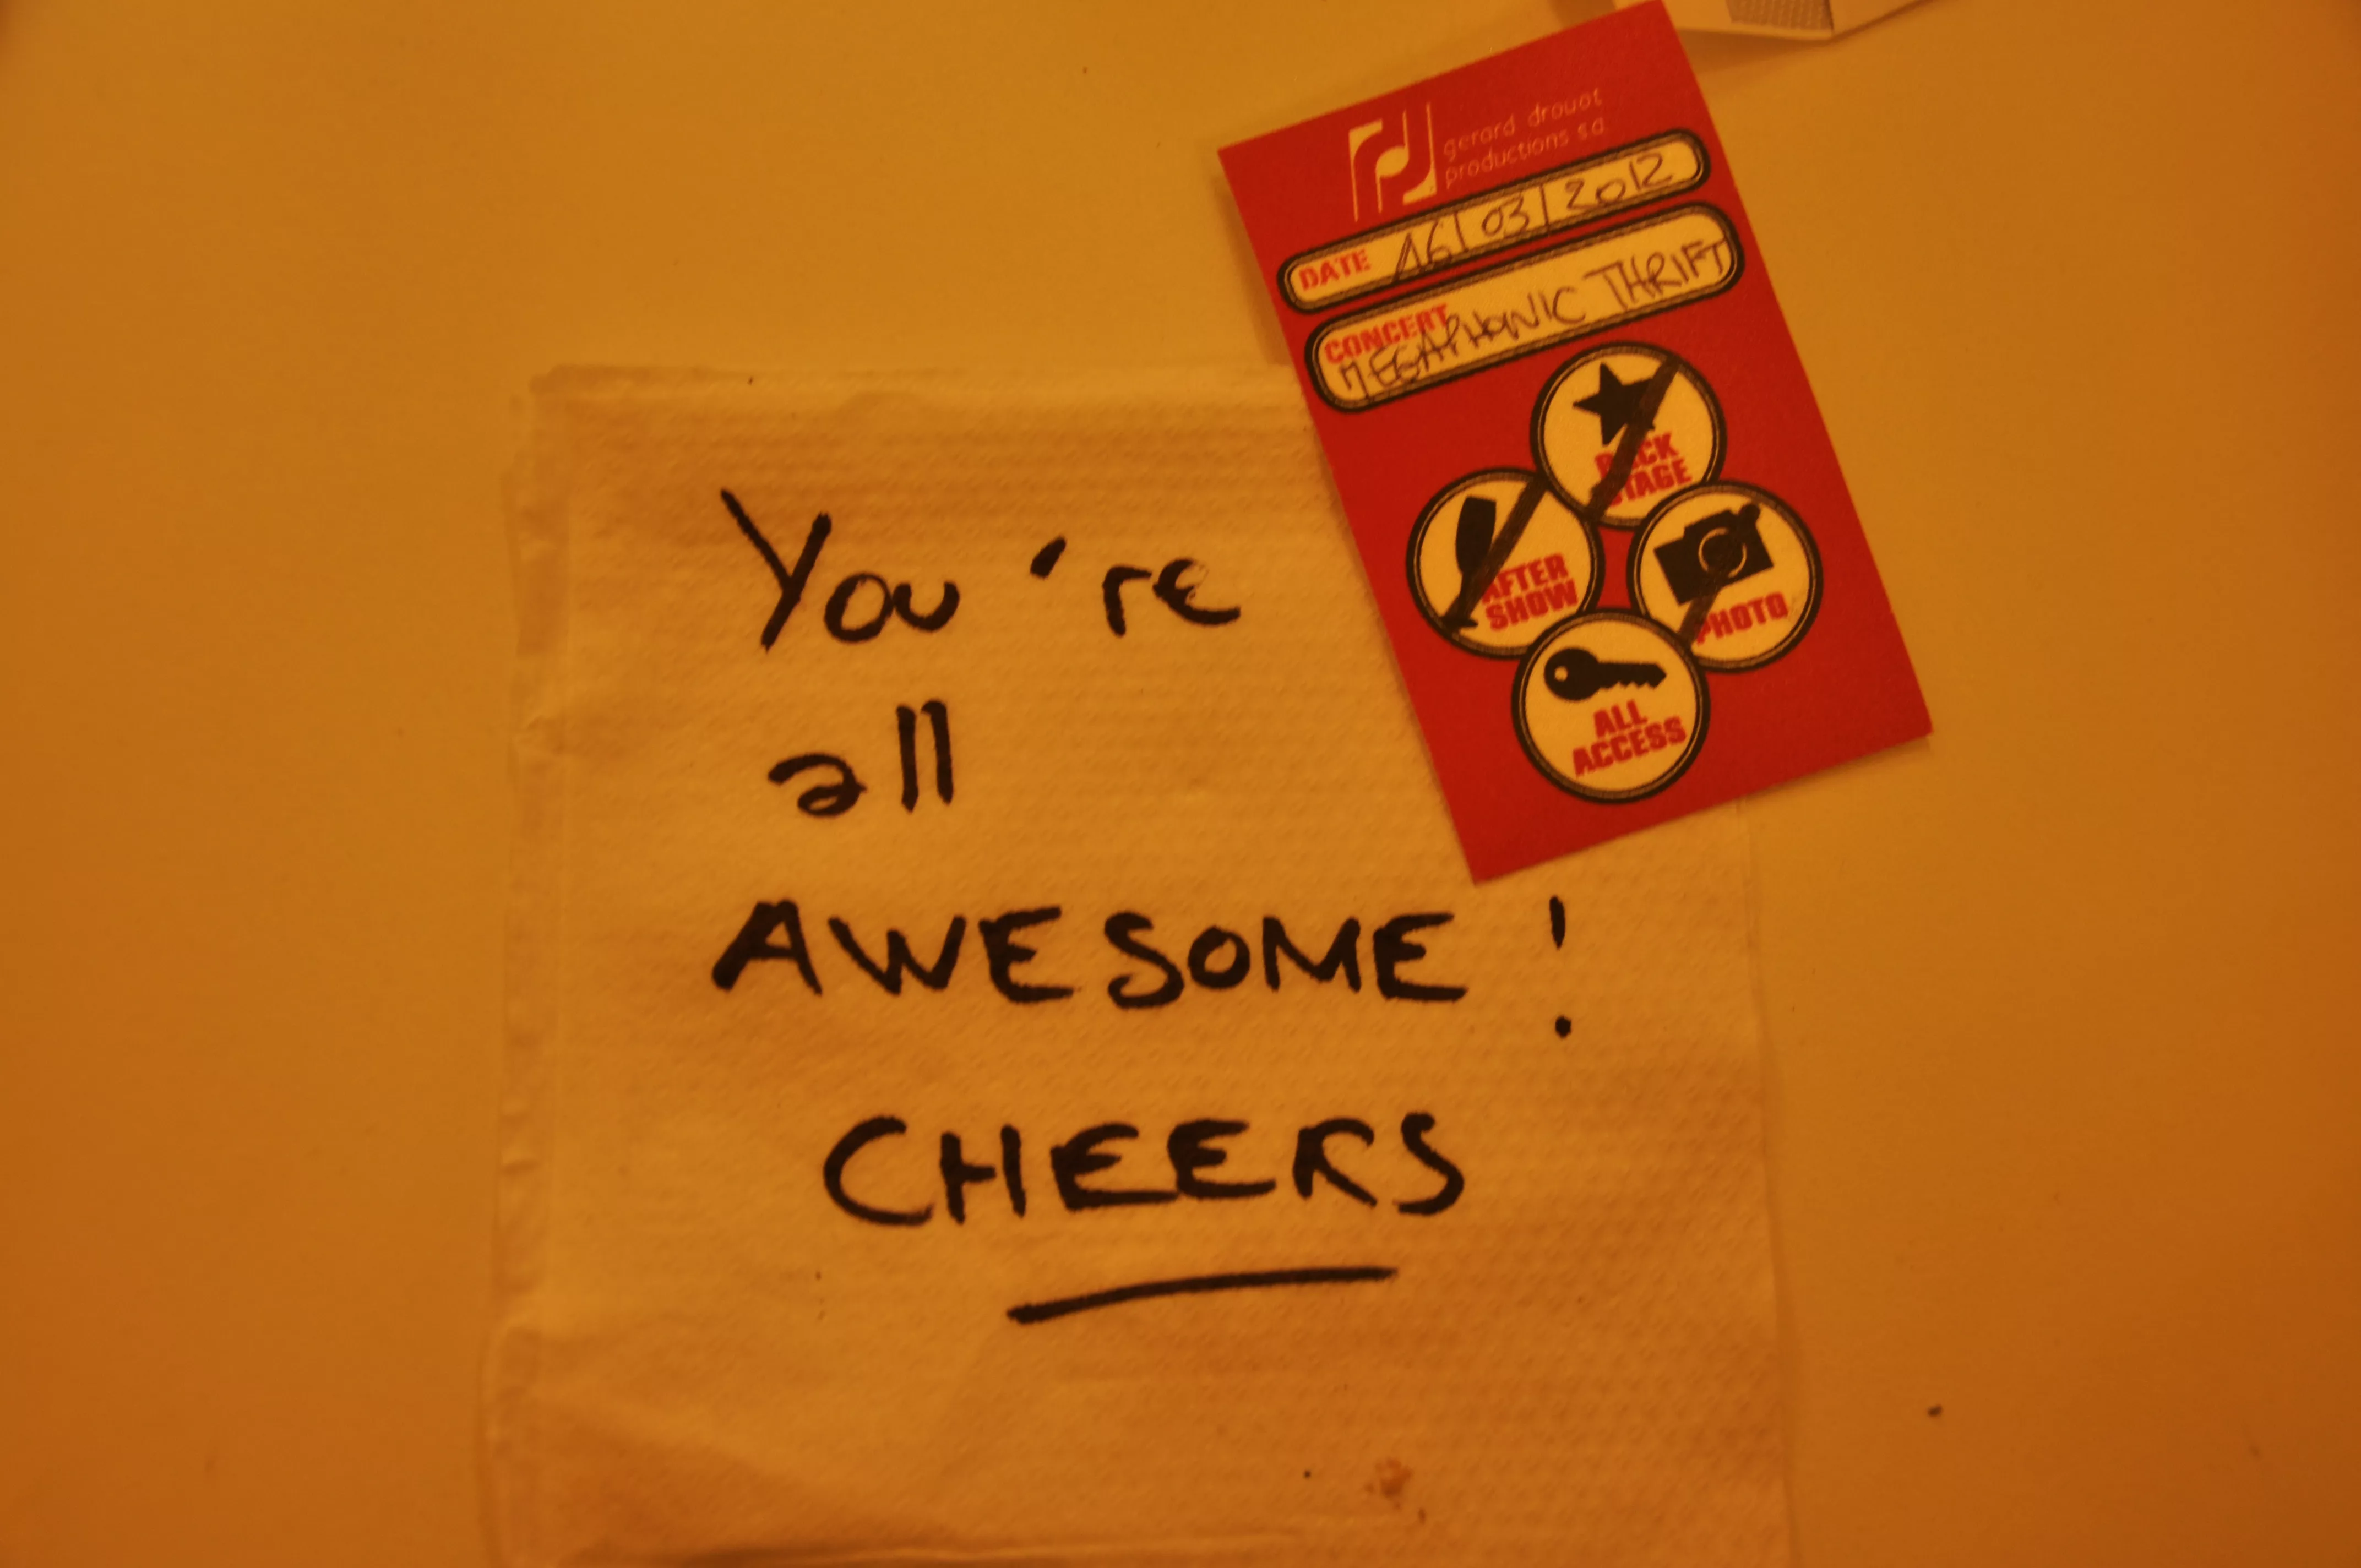 gerard drouot
productions sa
DATE 16/03/2012
CONCERT
MEGAPHONIC THRIFT
BACK
STAGE
AFTER
SHOW
PHOTO
ALL
ACCESS
You're
all
AWESOME!
CHEERS